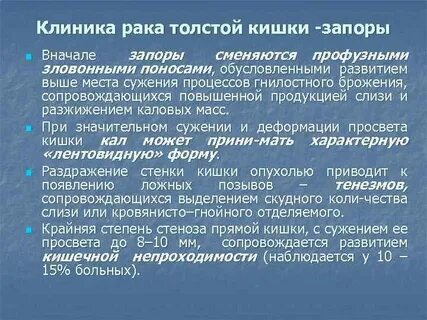 Клиника рака толстой кишки -запоры
Вначале запоры сменяются профузными
зловонными поносами, обусловленными развитием
выше места сужения процессов гнилостного брожения,
сопровождающихся повышенной продукцией слизи и
разжижением каловых масс.
При значительном сужении и деформации просвета
кишки кал может прини-мать характерную
«лентовидную» форму.
Раздражение стенки кишки опухолью приводит к
появлению ложных позывов – тенезмов,
сопровождающихся выделением скудного коли-чества
слизи или кровянисто–гнойного отделяемого.
Крайняя степень стеноза прямой кишки, с сужением ее
просвета до 8–10 мм, сопровождается развитием
кишечной непроходимости (наблюдается у 10 –
15% больных).